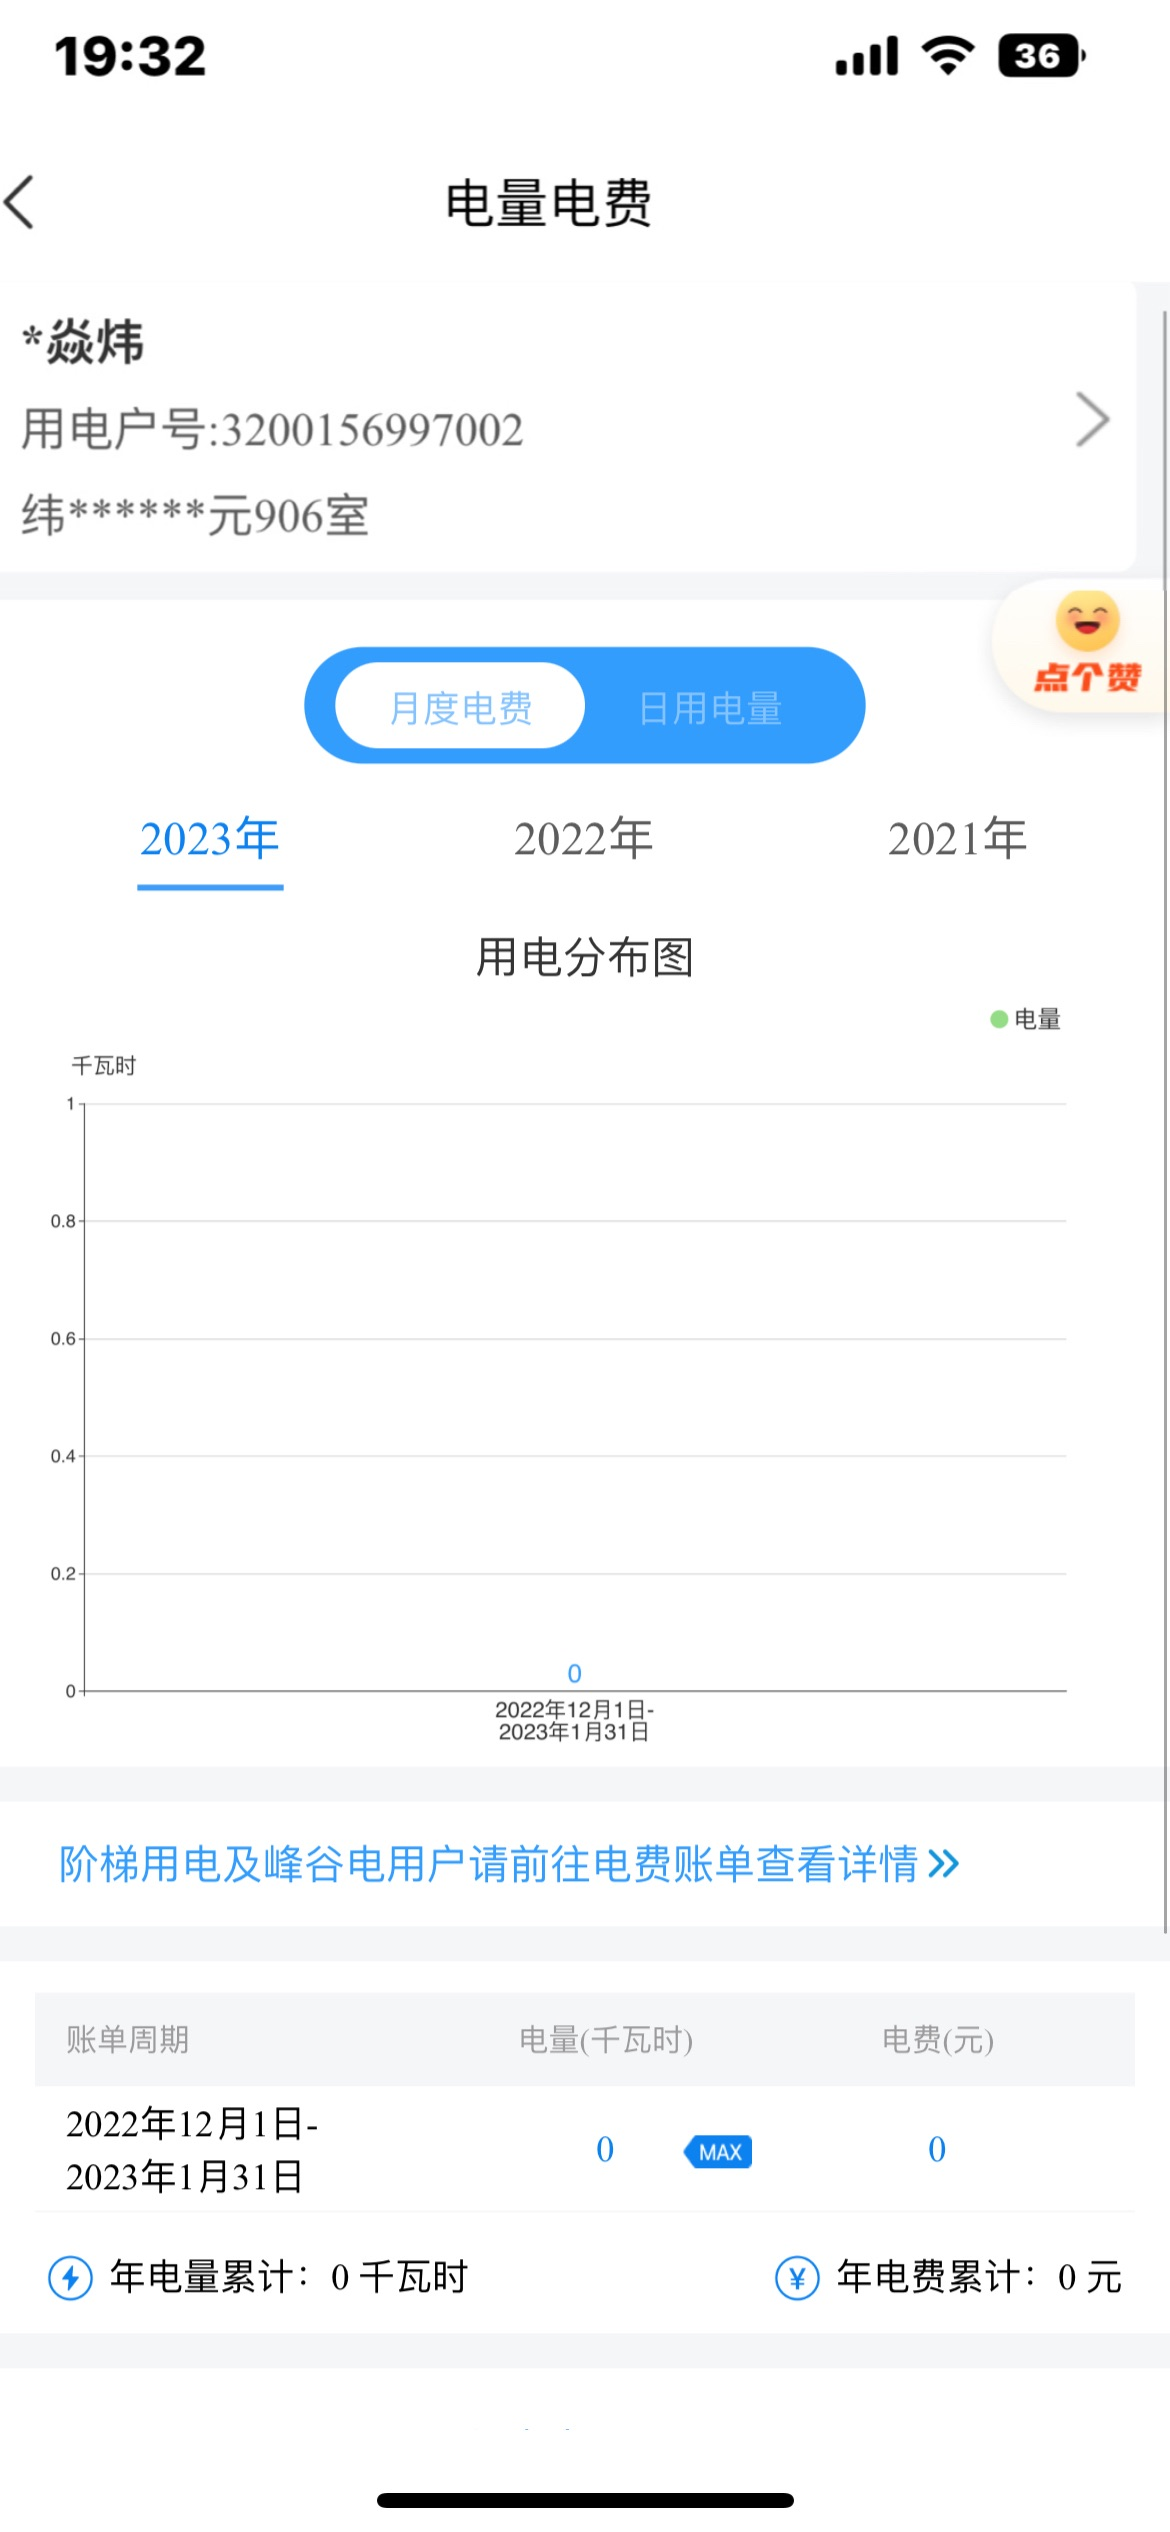 19:32
36
电量电费
*焱炜
用电户号:3200156997002
纬******元906室
点个赞
月度电费 日用电量
2023年 2022年 2021年
用电分布图
电量
千瓦时
1
0.8
0.6
0.4
0.2
0
0
2022年12月1日-
2023年1月31日
阶梯用电及峰谷电用户请前往电费账单查看详情
账单周期 电量(千瓦时) 电费(元)
2022年12月1日-
2023年1月31日
0 MAX 0
年电量累计：0 千瓦时 ¥ 年电费累计：0 元